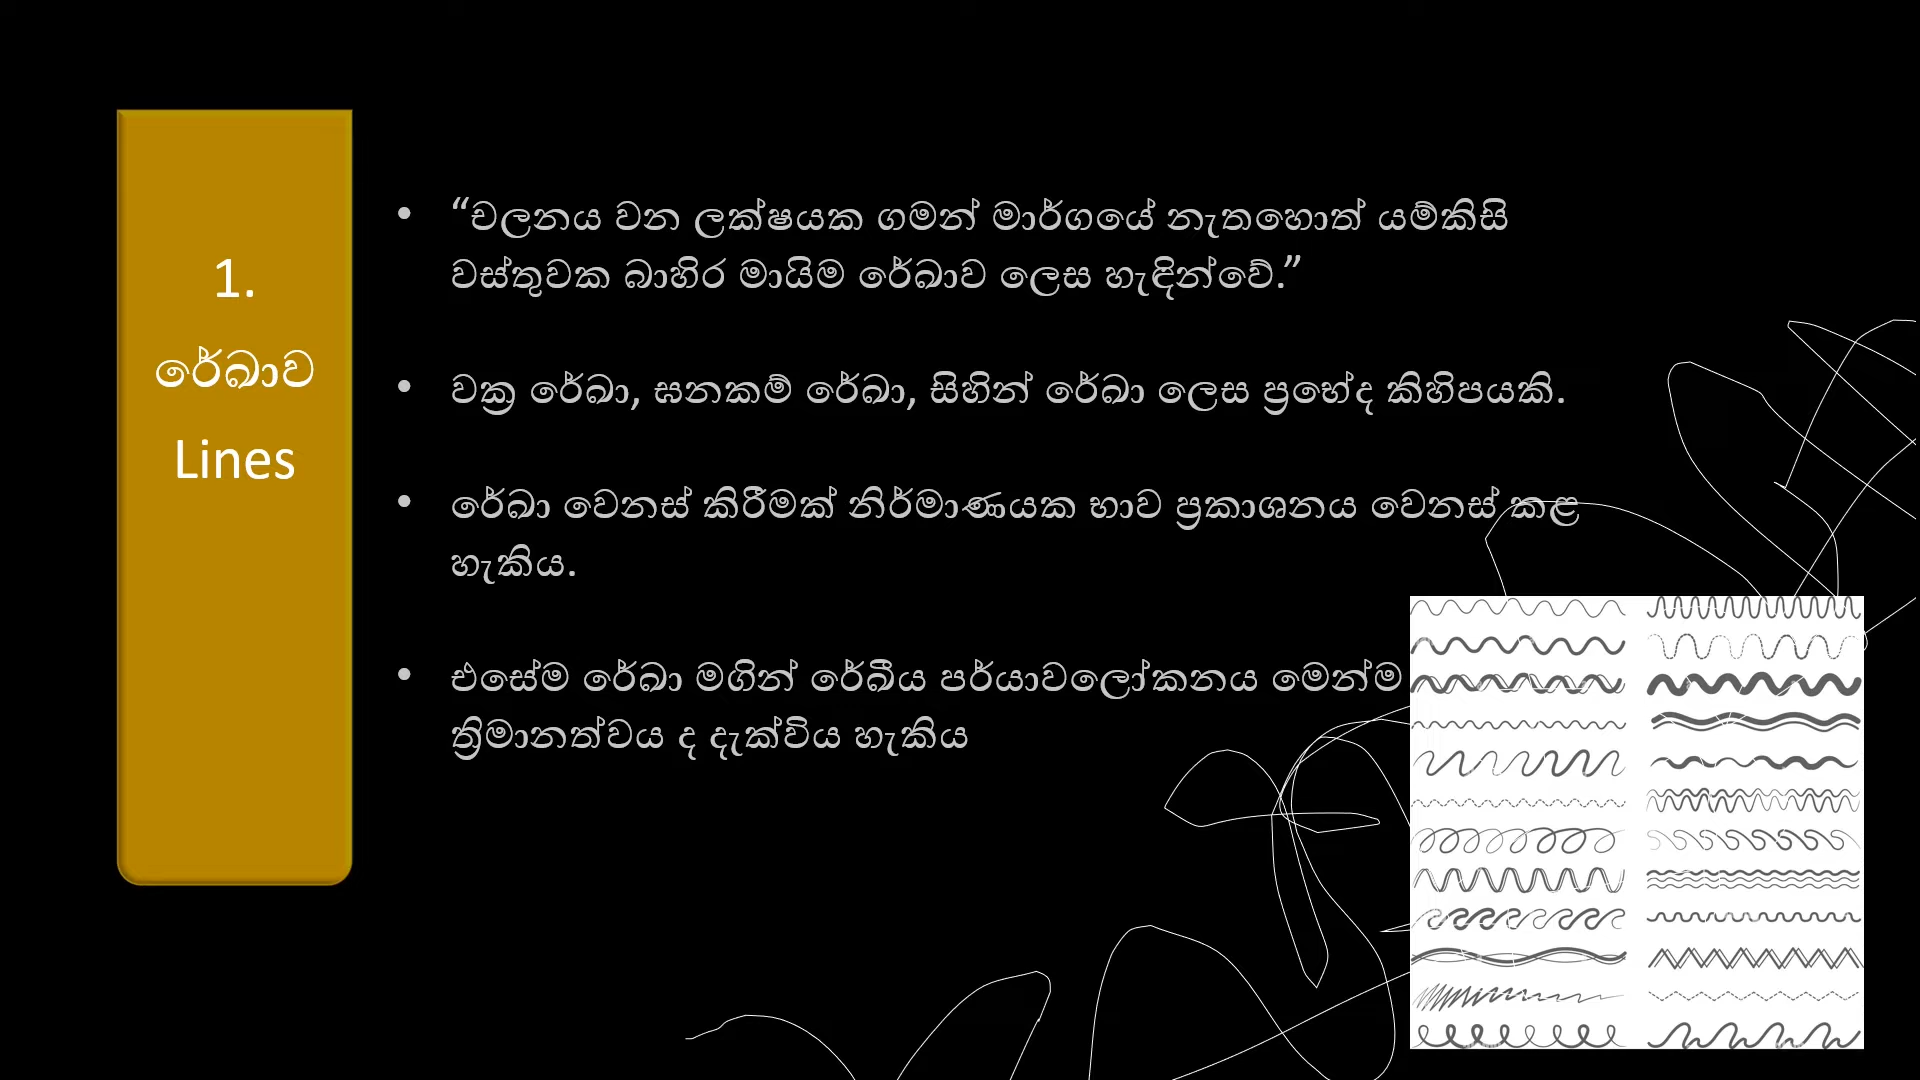 1.
රේඛාව
Lines
• “චලනය වන ලක්ෂයක ගමන් මාර්ගයේ නැතහොත් යම්කිසි
වස්තුවක බාහිර මායිම රේඛාව ලෙස හැඳින්වේ.”
• වක්‍ර රේඛා, ඝනකම් රේඛා, සිහින් රේඛා ලෙස ප්‍රභේද කිහිපයකි.
• රේඛා වෙනස් කිරීමක් නිර්මාණයක භාව ප්‍රකාශනය වෙනස් කළ
හැකිය.
• එසේම රේඛා මගින් රේඛීය පර්යාවලෝකනය මෙන්ම
ත්‍රිමානත්වය ද දැක්විය හැකිය